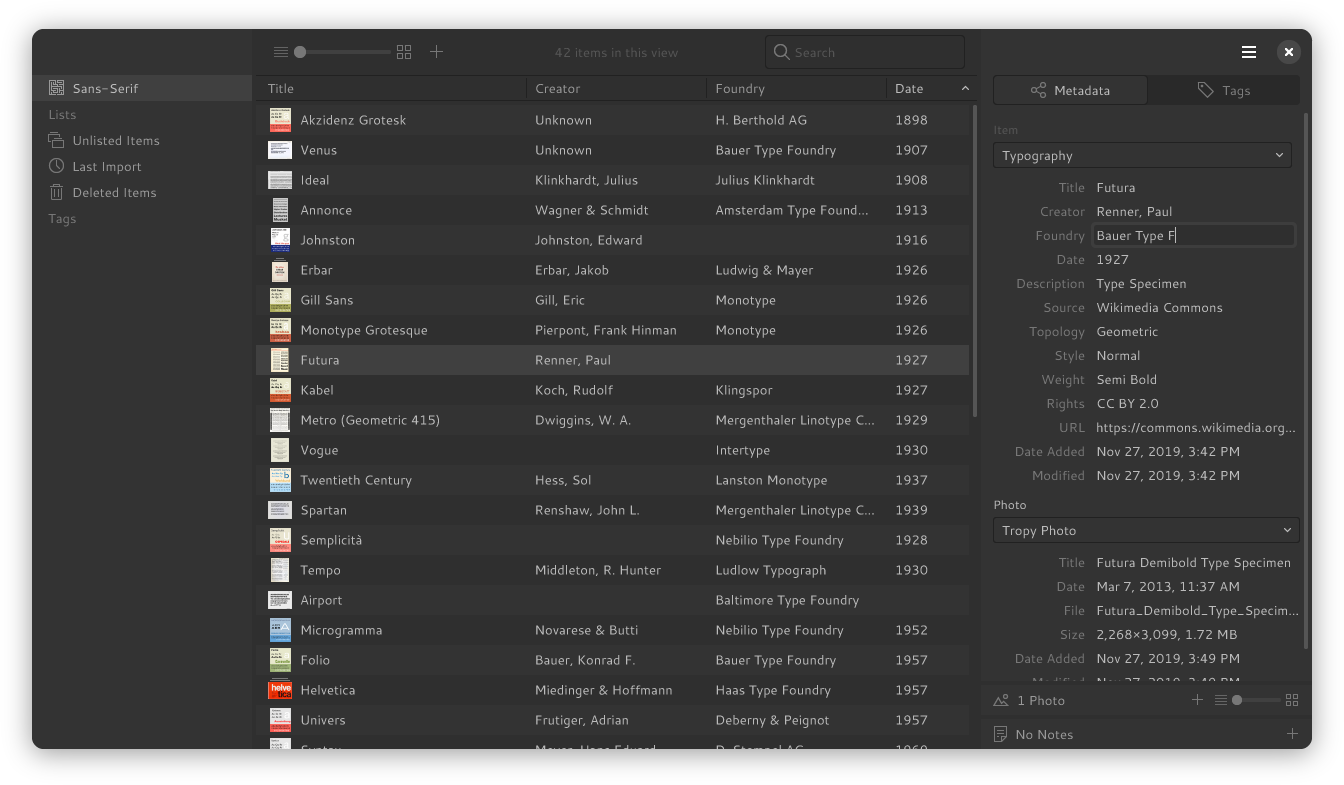 42 items in this view
Search
Sans-Serif
Lists
Unlisted Items
Last Import
Deleted Items
Tags
Title Creator Foundry Date
Akzidenz Grotesk Unknown H. Berthold AG 1898
Venus Unknown Bauer Type Foundry 1907
Ideal Klinkhardt, Julius Julius Klinkhardt 1908
Annonce Wagner & Schmidt Amsterdam Type Found... 1913
Johnston Johnston, Edward 1916
Erbar Erbar, Jakob Ludwig & Mayer 1926
Gill Sans Gill, Eric Monotype 1926
Monotype Grotesque Pierpont, Frank Hinman Monotype 1926
Futura Renner, Paul 1927
Kabel Koch, Rudolf Klingspor 1927
Metro (Geometric 415) Dwiggins, W. A. Mergenthaler Linotype C... 1929
Vogue Intertype 1930
Twentieth Century Hess, Sol Lanston Monotype 1937
Spartan Renshaw, John L. Mergenthaler Linotype C... 1939
Semplicità Nebilio Type Foundry 1928
Tempo Middleton, R. Hunter Ludlow Typograph 1930
Airport Baltimore Type Foundry
Microgramma Novarese & Butti Nebilio Type Foundry 1952
Folio Bauer, Konrad F. Bauer Type Foundry 1957
helvetica
Helvetica Miedinger & Hoffmann Haas Type Foundry 1957
Univers Frutiger, Adrian Deberny & Peignot 1957
Metadata Tags
Item
Typography
Title Futura
Creator Renner, Paul
Foundry Bauer Type F
Date 1927
Description Type Specimen
Source Wikimedia Commons
Topology Geometric
Style Normal
Weight Semi Bold
Rights CC BY 2.0
URL https://commons.wikimedia.org...
Date Added Nov 27, 2019, 3:42 PM
Modified Nov 27, 2019, 3:42 PM
Photo
Tropy Photo
Title Futura Demibold Type Specimen
Date Mar 7, 2013, 11:37 AM
File Futura_Demibold_Type_Specim...
Size 2,268×3,099, 1.72 MB
Date Added Nov 27, 2019, 3:49 PM
1 Photo
No Notes